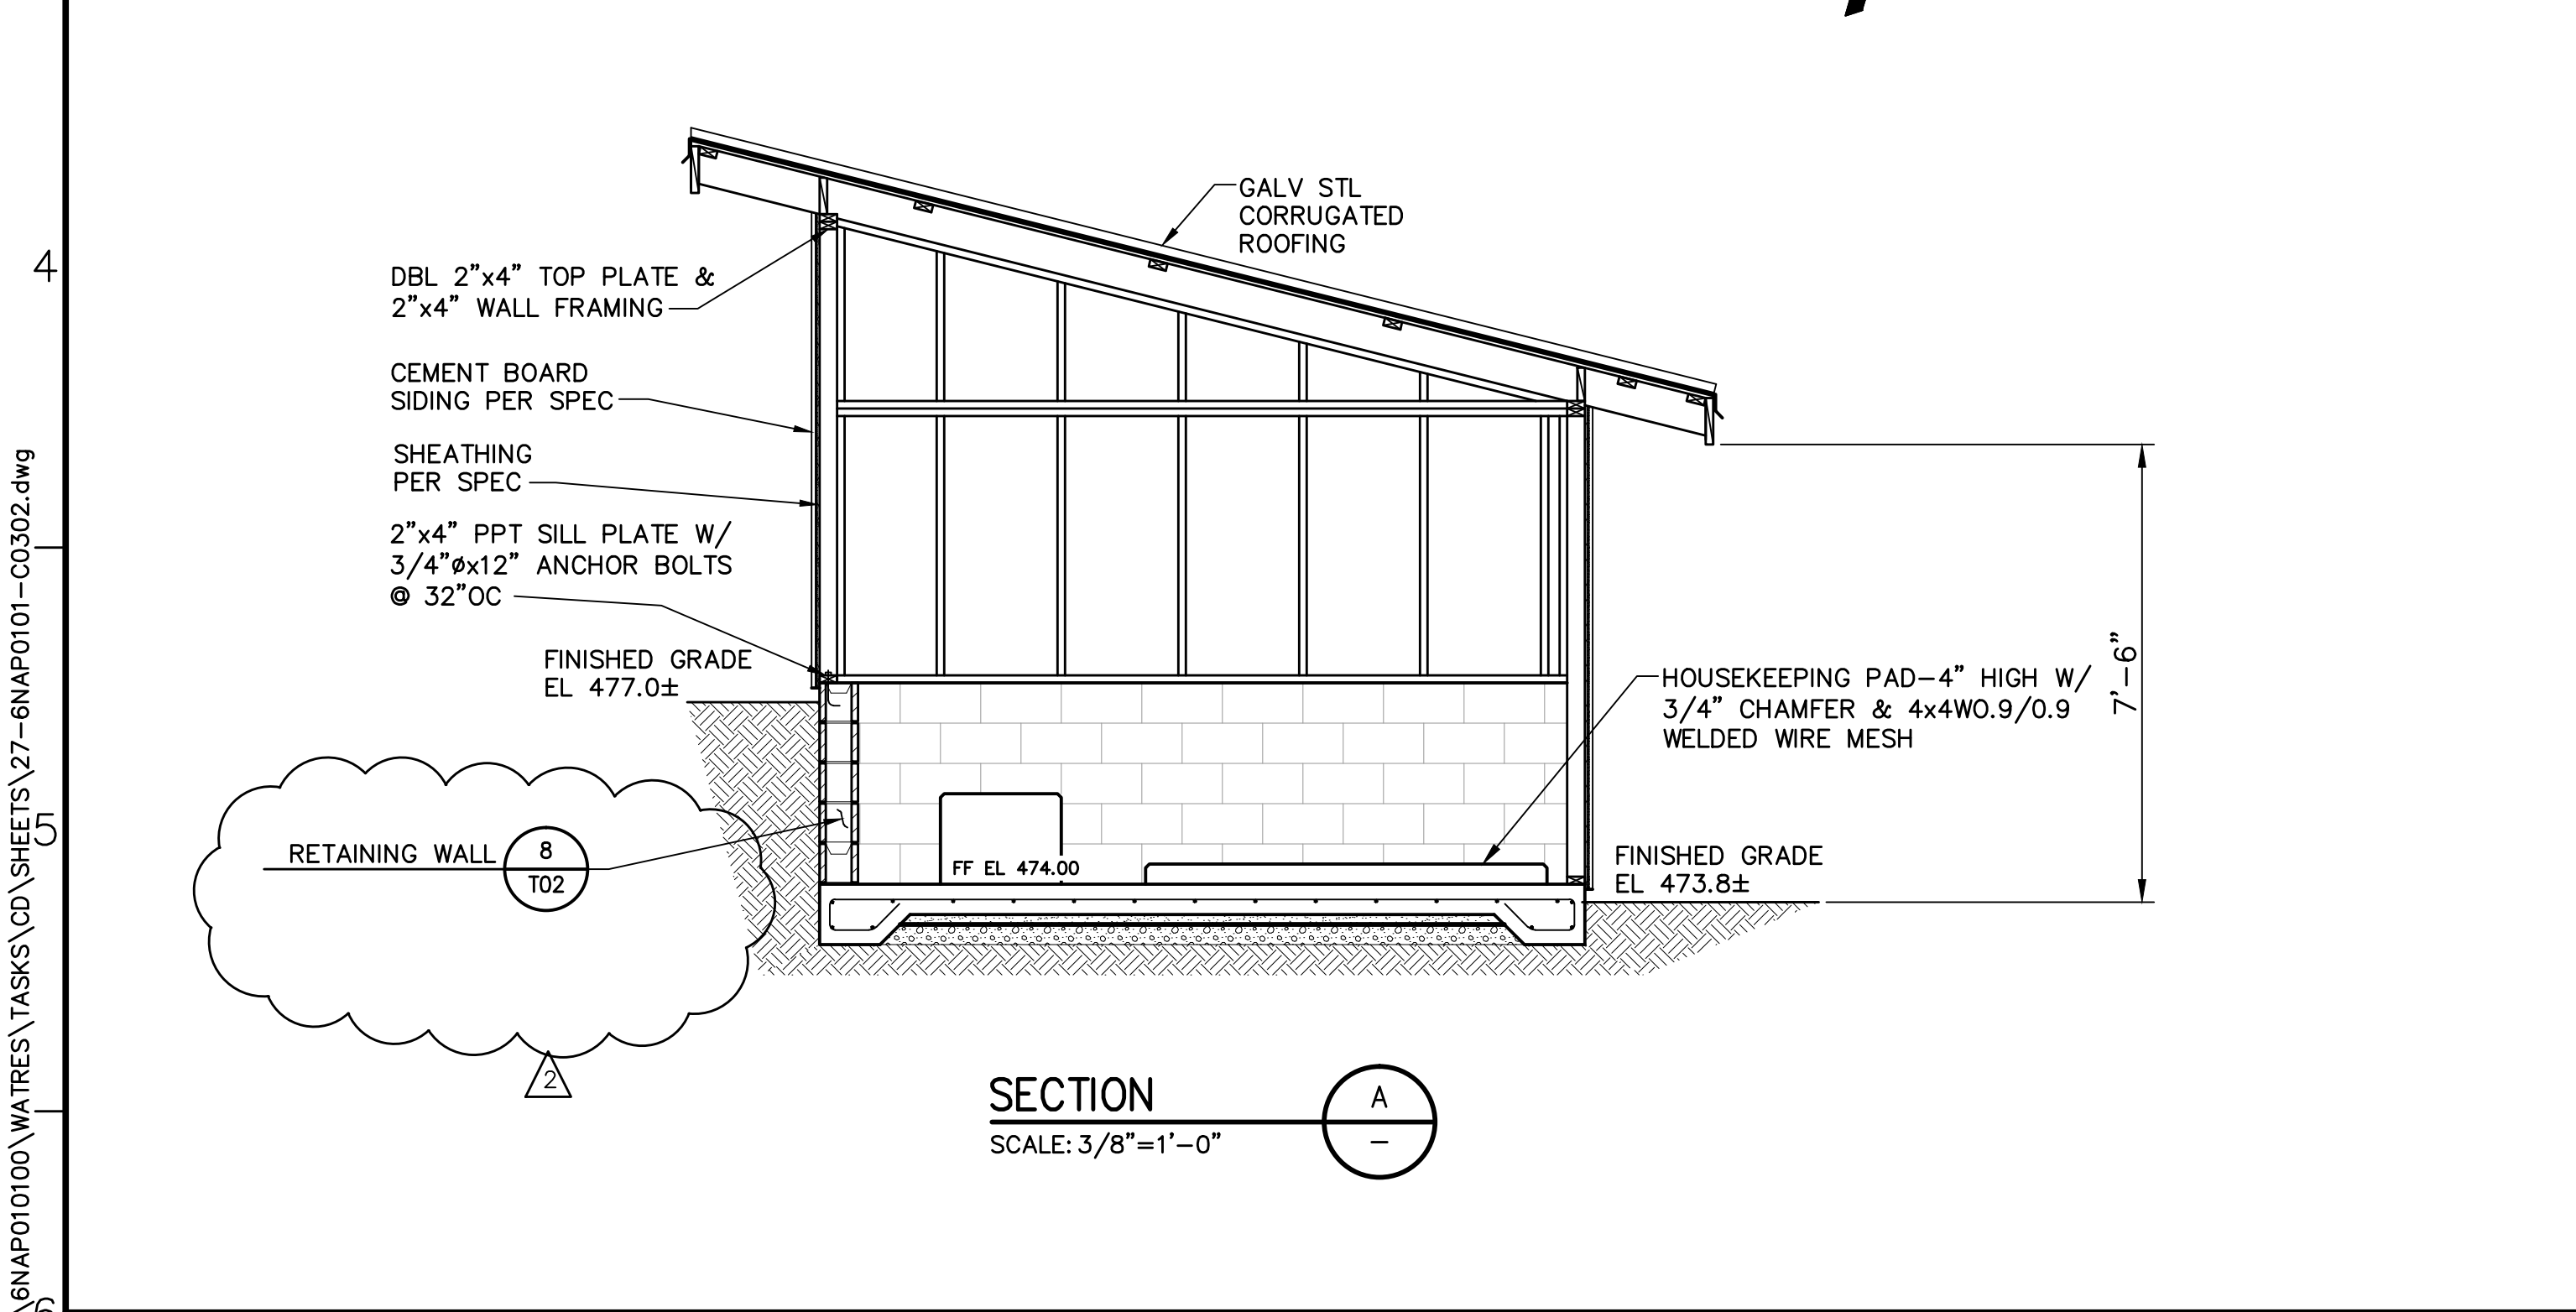 GALV STL
CORRUGATED
ROOFING
4
DBL 2"x4" TOP PLATE &
2"x4" WALL FRAMING
CEMENT BOARD
SIDING PER SPEC
SHEATHING
PER SPEC
2"x4" PPT SILL PLATE W/
3/4"øx12" ANCHOR BOLTS
@ 32"OC
FINISHED GRADE
EL 477.0±
HOUSEKEEPING PAD-4" HIGH W/
3/4" CHAMFER & 4x4W0.9/0.9
WELDED WIRE MESH
7'-6"
5
RETAINING WALL
8
T02
FF EL 474.00
FINISHED GRADE
EL 473.8±
2
SECTION
SCALE: 3/8"=1'-0"
A
-
\6NAP010100\WATRES\TASKS\CD\SHEETS\27-6NAP0101-C0302.dwg